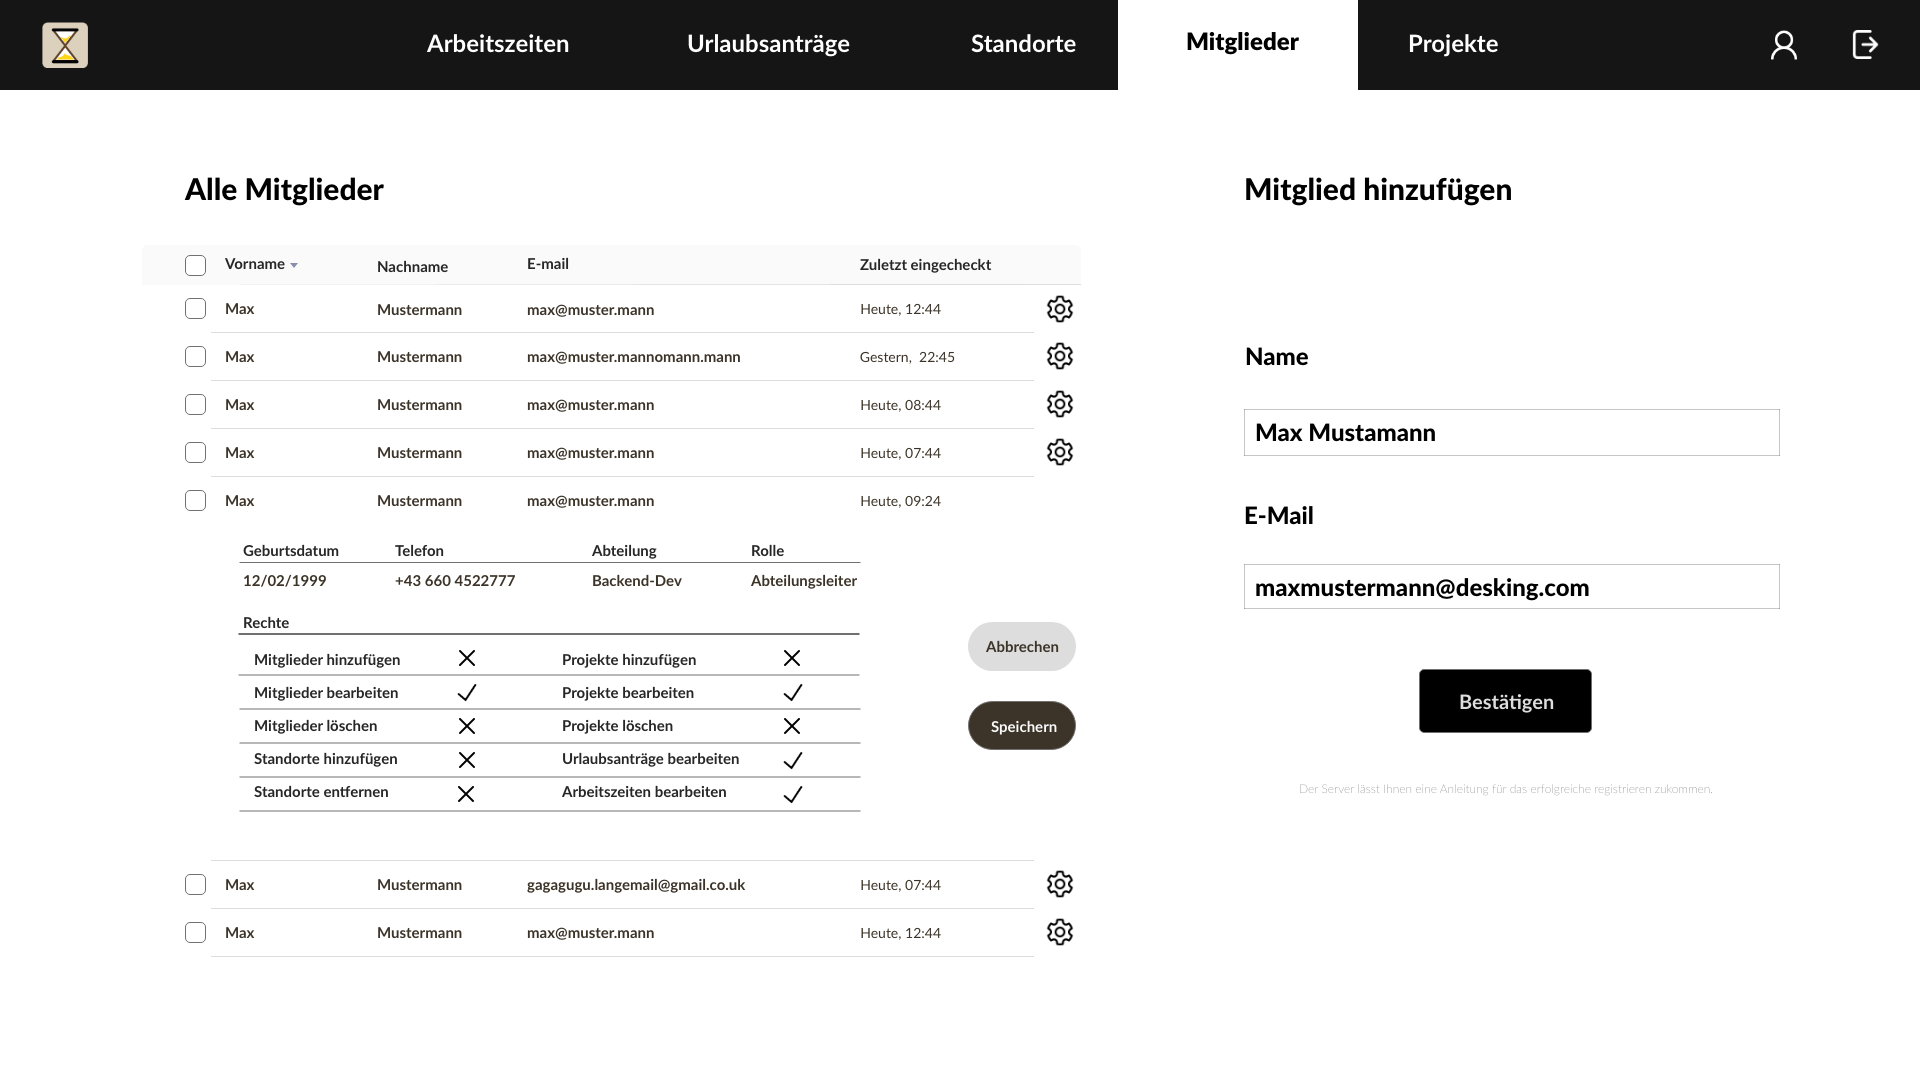 Arbeitszeiten Urlaubsanträge Standorte Mitglieder Projekte
Alle Mitglieder
Vorname Nachname E-mail Zuletzt eingecheckt
Max Mustermann max@muster.mann Heute, 12:44
Max Mustermann max@muster.mannomann.mann Gestern, 22:45
Max Mustermann max@muster.mann Heute, 08:44
Max Mustermann max@muster.mann Heute, 07:44
Max Mustermann max@muster.mann Heute, 09:24
Geburtsdatum Telefon Abteilung Rolle
12/02/1999 +43 660 4522777 Backend-Dev Abteilungsleiter
Rechte
Mitglieder hinzufügen Projekte hinzufügen
Mitglieder bearbeiten Projekte bearbeiten
Mitglieder löschen Projekte löschen
Standorte hinzufügen Urlaubsanträge bearbeiten
Standorte entfernen Arbeitszeiten bearbeiten
Abbrechen
Speichern
Max Mustermann gagagugu.langemail@gmail.co.uk Heute, 07:44
Max Mustermann max@muster.mann Heute, 12:44
Mitglied hinzufügen
Name
Max Mustamann
E-Mail
maxmustermann@desking.com
Bestätigen
Der Server lässt Ihnen eine Anleitung für das erfolgreiche registrieren zukommen.